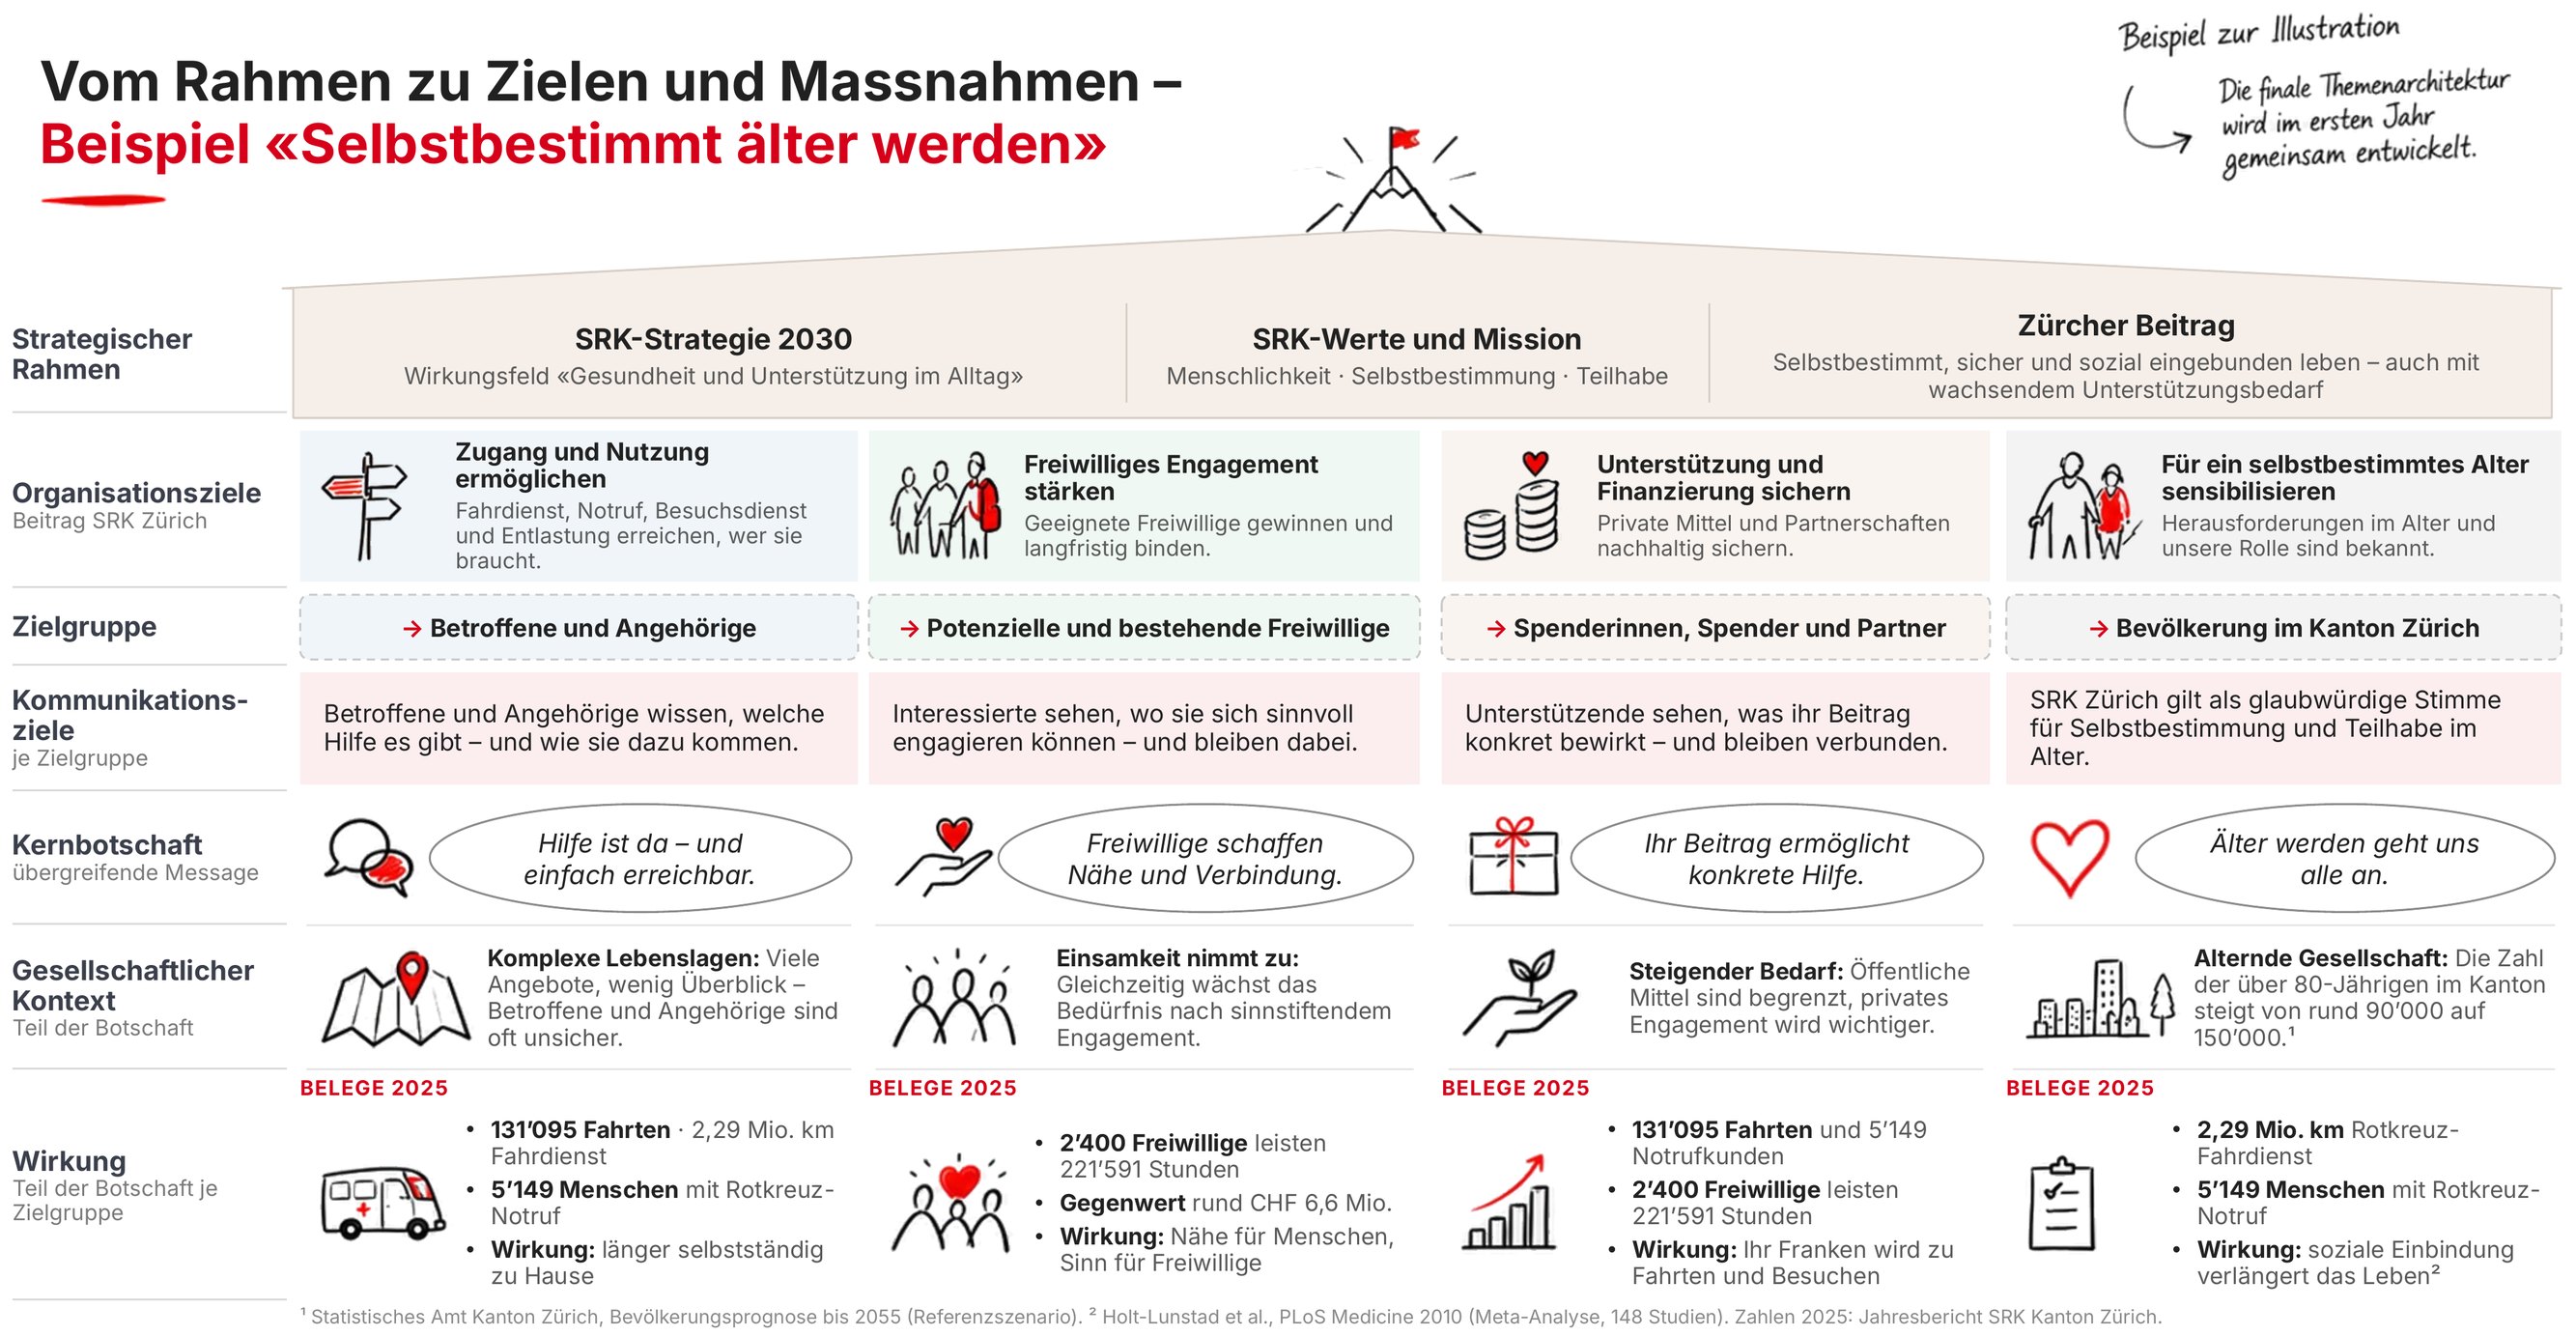 Vom Rahmen zu Zielen und Massnahmen –
Beispiel «Selbstbestimmt älter werden»
Beispiel zur Illustration
Die finale Themenarchitektur
wird im ersten Jahr
gemeinsam entwickelt.
Strategischer
Rahmen
SRK-Strategie 2030
Wirkungsfeld «Gesundheit und Unterstützung im Alltag»
SRK-Werte und Mission
Menschlichkeit · Selbstbestimmung · Teilhabe
Zürcher Beitrag
Selbstbestimmt, sicher und sozial eingebunden leben – auch mit
wachsendem Unterstützungsbedarf
Organisationsziele
Beitrag SRK Zürich
Zugang und Nutzung
ermöglichen
Fahrdienst, Notruf, Besuchsdienst
und Entlastung erreichen, wer sie
braucht.
Freiwilliges Engagement
stärken
Geeignete Freiwillige gewinnen und
langfristig binden.
Unterstützung und
Finanzierung sichern
Private Mittel und Partnerschaften
nachhaltig sichern.
Für ein selbstbestimmtes Alter
sensibilisieren
Herausforderungen im Alter und
unsere Rolle sind bekannt.
Zielgruppe
→ Betroffene und Angehörige
→ Potenzielle und bestehende Freiwillige
→ Spenderinnen, Spender und Partner
→ Bevölkerung im Kanton Zürich
Kommunikations-
ziele
je Zielgruppe
Betroffene und Angehörige wissen, welche
Hilfe es gibt – und wie sie dazu kommen.
Interessierte sehen, wo sie sich sinnvoll
engagieren können – und bleiben dabei.
Unterstützende sehen, was ihr Beitrag
konkret bewirkt – und bleiben verbunden.
SRK Zürich gilt als glaubwürdige Stimme
für Selbstbestimmung und Teilhabe im
Alter.
Kernbotschaft
übergreifende Message
Hilfe ist da – und
einfach erreichbar.
Freiwillige schaffen
Nähe und Verbindung.
Ihr Beitrag ermöglicht
konkrete Hilfe.
Älter werden geht uns
alle an.
Gesellschaftlicher
Kontext
Teil der Botschaft
Komplexe Lebenslagen: Viele
Angebote, wenig Überblick –
Betroffene und Angehörige sind
oft unsicher.
Einsamkeit nimmt zu:
Gleichzeitig wächst das
Bedürfnis nach sinnstiftendem
Engagement.
Steigender Bedarf: Öffentliche
Mittel sind begrenzt, privates
Engagement wird wichtiger.
Alternde Gesellschaft: Die Zahl
der über 80-Jährigen im Kanton
steigt von rund 90’000 auf
150’000.¹
Wirkung
Teil der Botschaft je
Zielgruppe
BELEGE 2025
• 131’095 Fahrten · 2,29 Mio. km
Fahrdienst
• 5’149 Menschen mit Rotkreuz-
Notruf
• Wirkung: länger selbstständig
zu Hause
BELEGE 2025
• 2’400 Freiwillige leisten
221’591 Stunden
• Gegenwert rund CHF 6,6 Mio.
• Wirkung: Nähe für Menschen,
Sinn für Freiwillige
BELEGE 2025
• 131’095 Fahrten und 5’149
Notrufkunden
• 2’400 Freiwillige leisten
221’591 Stunden
• Wirkung: Ihr Franken wird zu
Fahrten und Besuchen
BELEGE 2025
• 2,29 Mio. km Rotkreuz-
Fahrdienst
• 5’149 Menschen mit Rotkreuz-
Notruf
• Wirkung: soziale Einbindung
verlängert das Leben²
¹ Statistisches Amt Kanton Zürich, Bevölkerungsprognose bis 2055 (Referenzszenario). ² Holt-Lunstad et al., PLoS Medicine 2010 (Meta-Analyse, 148 Studien). Zahlen 2025: Jahresbericht SRK Kanton Zürich.